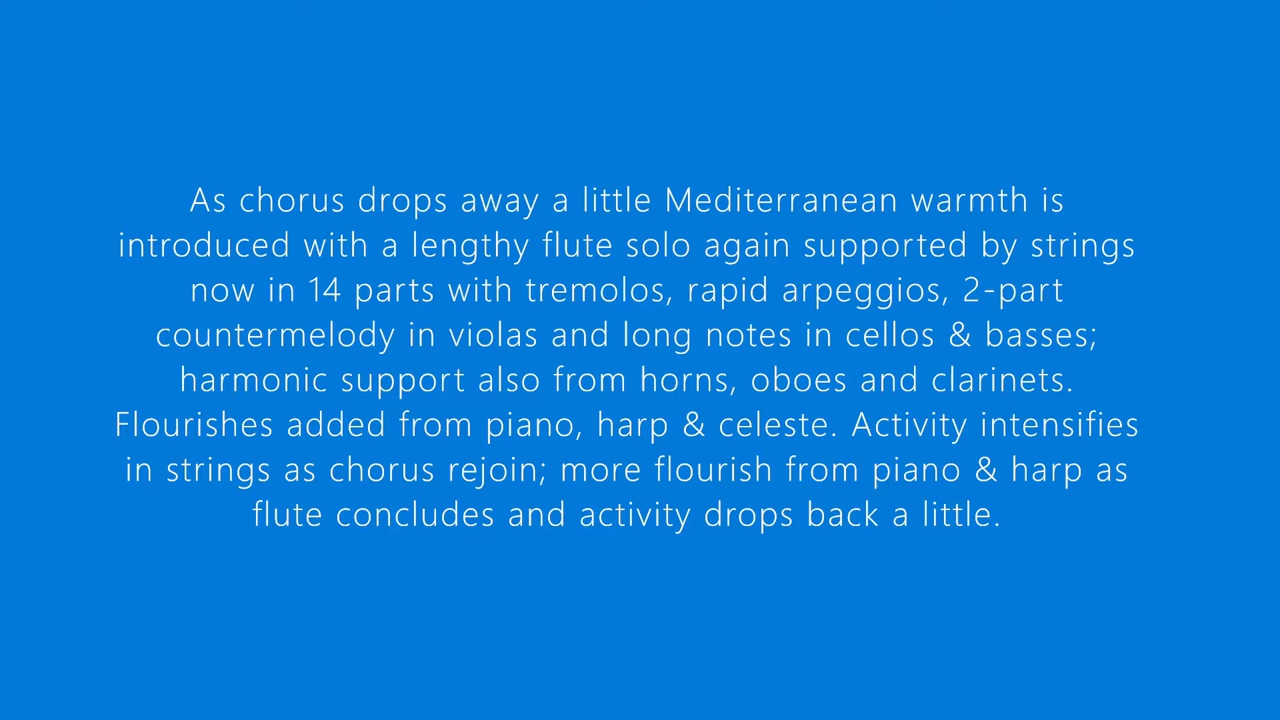 As chorus drops away a little Mediterranean warmth is
introduced with a lengthy flute solo again supported by strings
now in 14 parts with tremolos, rapid arpeggios, 2-part
countermelody in violas and long notes in cellos & basses;
harmonic support also from horns, oboes and clarinets.
Flourishes added from piano, harp & celeste. Activity intensifies
in strings as chorus rejoin; more flourish from piano & harp as
flute concludes and activity drops back a little.